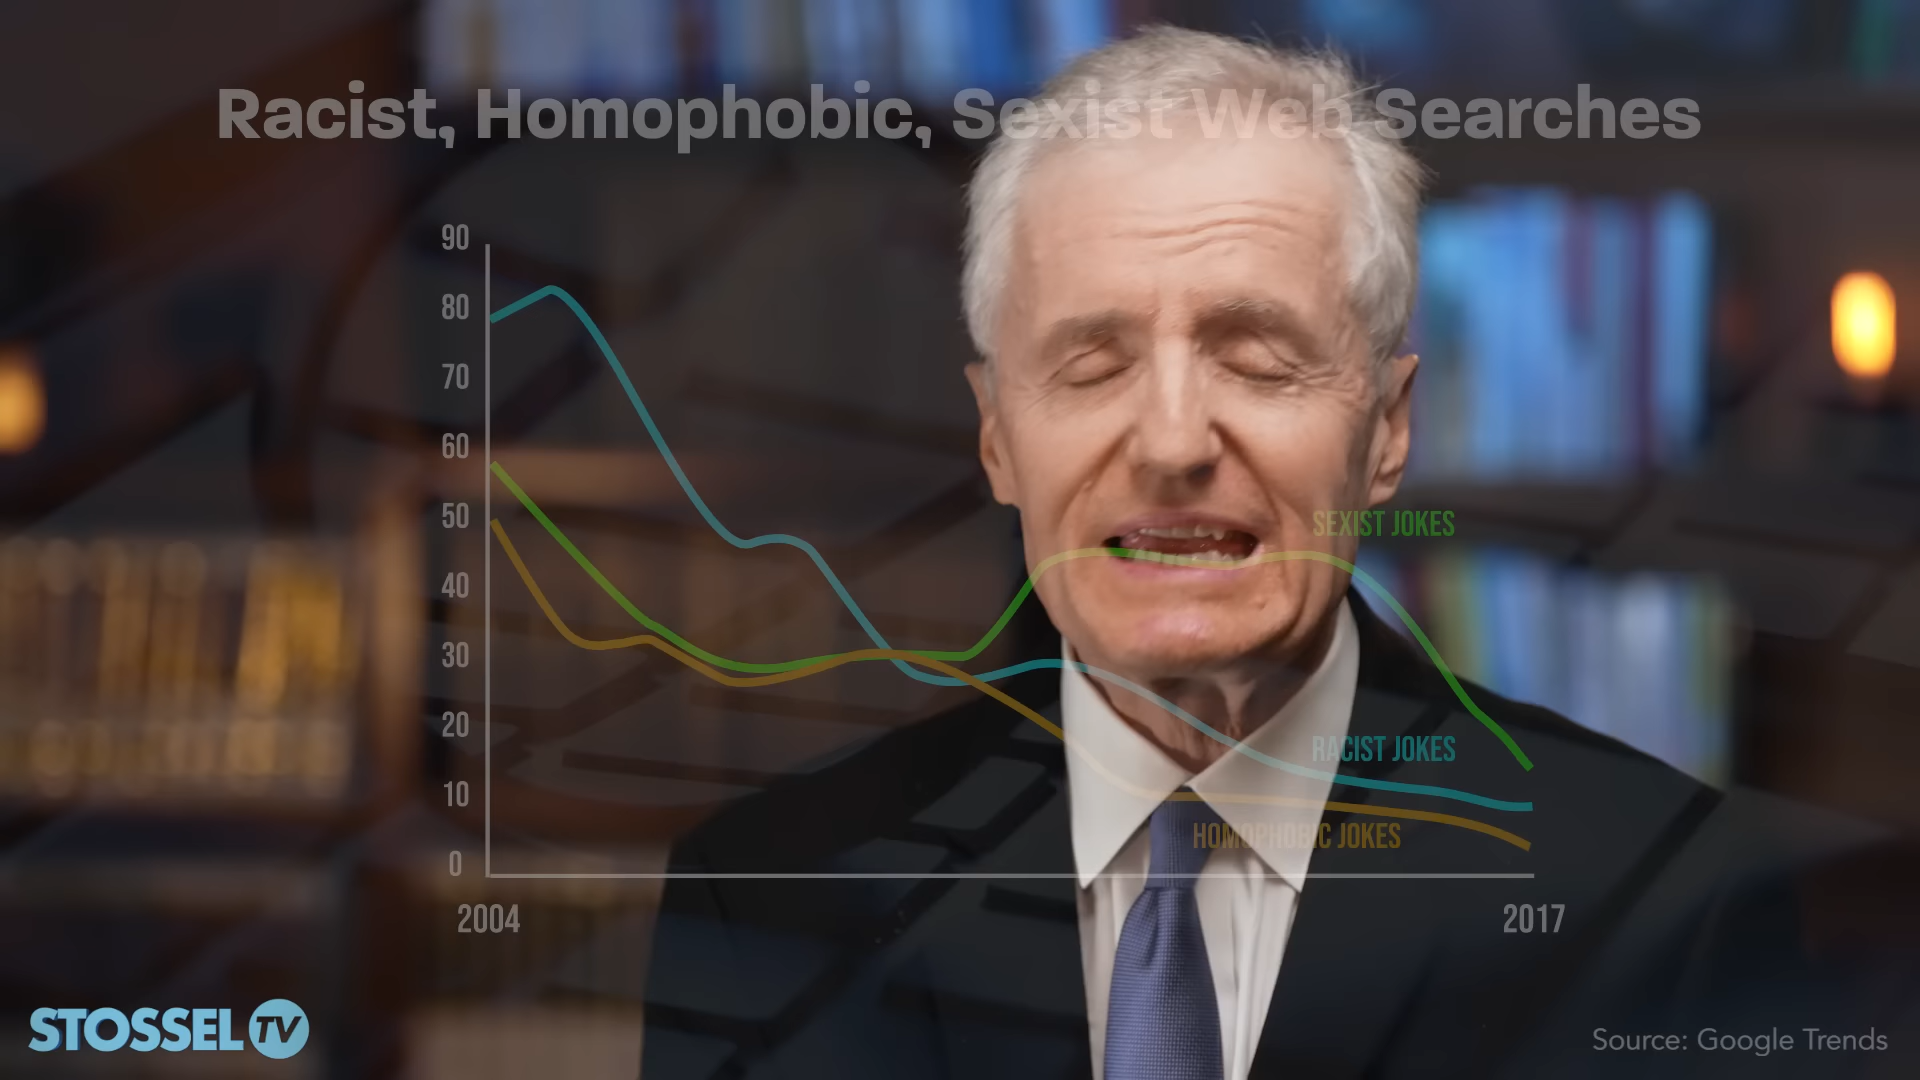 Racist, Homophobic, Sexist Web Searches
90
80
70
60
50
40
30
20
10
0
SEXIST JOKES
RACIST JOKES
HOMOPHOBIC JOKES
2004
2017
STOSSEL TV
Source: Google Trends